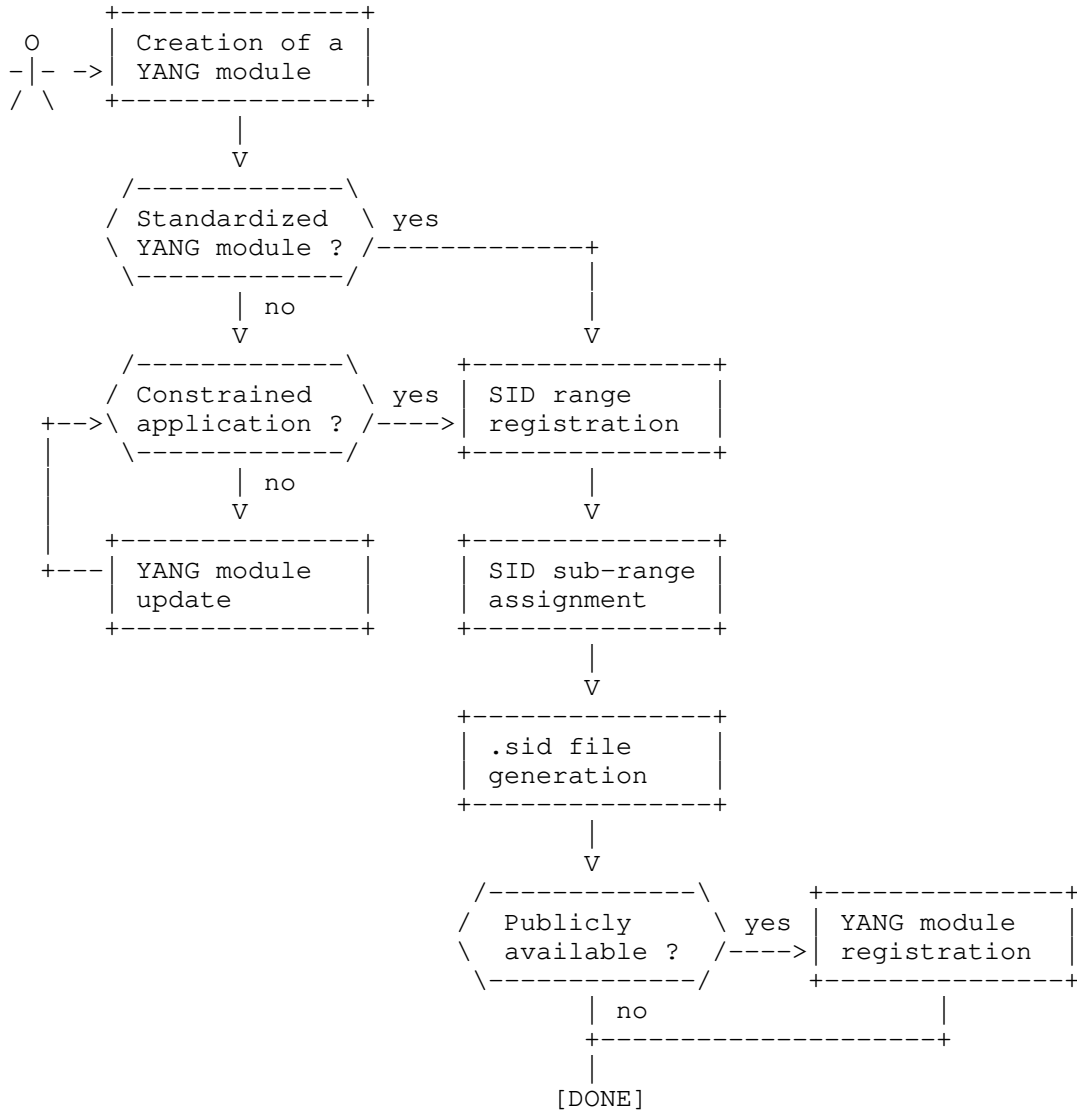 Creation of a
YANG module
Standardized
YANG module ?
yes
no
Constrained
application ?
yes
SID range
registration
no
YANG module
update
SID sub-range
assignment
.sid file
generation
Publicly
available ?
yes
YANG module
registration
no
[DONE]